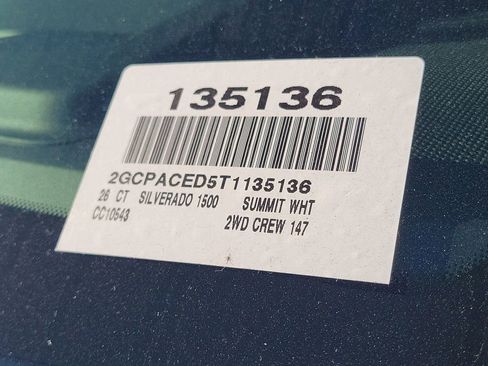 135136
2GCPACED5T1135136
26 CT SILVERADO 1500 SUMMIT WHT
CC10543 2WD CREW 147